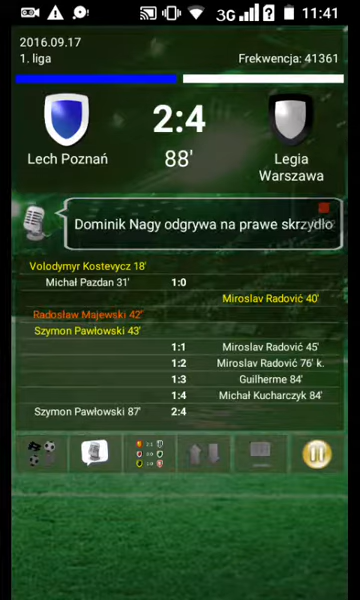 3G 11:41
2016.09.17
1. liga
Frekwencja: 41361
2:4
88'
Lech Poznań
Legia
Warszawa
Dominik Nagy odgrywa na prawe skrzydło
Volodymyr Kostevycz 18'
Michał Pazdan 31' 1:0
Miroslav Radović 40'
Radosław Majewski 42'
Szymon Pawłowski 43'
1:1 Miroslav Radović 45'
1:2 Miroslav Radović 76' k.
1:3 Guilherme 84'
1:4 Michał Kucharczyk 84'
Szymon Pawłowski 87' 2:4